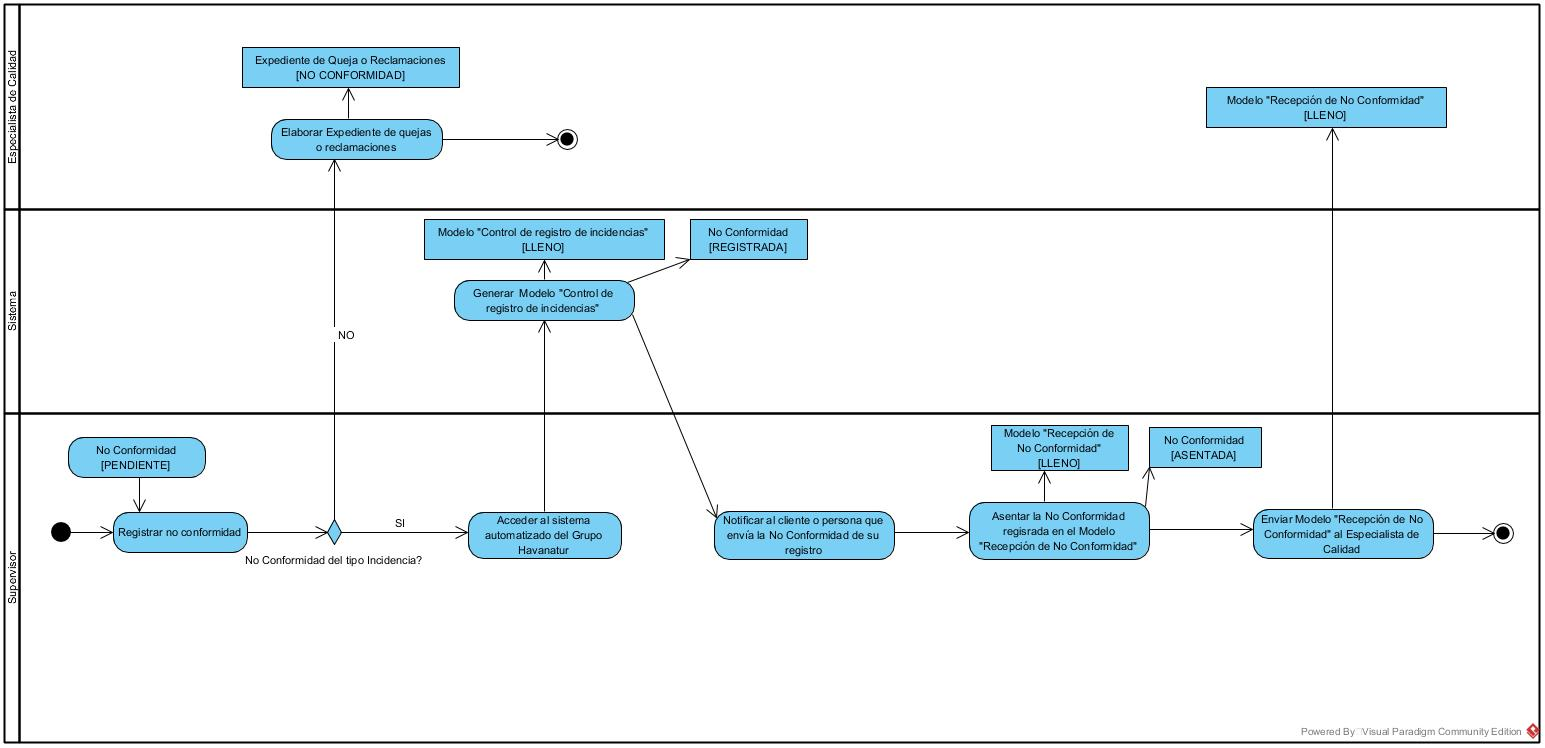 Especialista de Calidad
Expediente de Queja o Reclamaciones
[NO CONFORMIDAD]
Elaborar Expediente de quejas
o reclamaciones
Modelo "Recepción de No Conformidad"
[LLENO]
Sistema
Modelo "Control de registro de incidencias"
[LLENO]
No Conformidad
[REGISTRADA]
Generar Modelo "Control de
registro de incidencias"
NO
Supervisor
No Conformidad
[PENDIENTE]
Registrar no conformidad
No Conformidad del tipo Incidencia?
SI
Acceder al sistema
automatizado del Grupo
Havanatur
Notificar al cliente o persona que
envía la No Conformidad de su
registro
Modelo "Recepción de
No Conformidad"
[LLENO]
No Conformidad
[ASENTADA]
Asentar la No Conformidad
regisrada en el Modelo
"Recepción de No Conformidad"
Enviar Modelo "Recepción de No
Conformidad" al Especialista de
Calidad
Powered By Visual Paradigm Community Edition